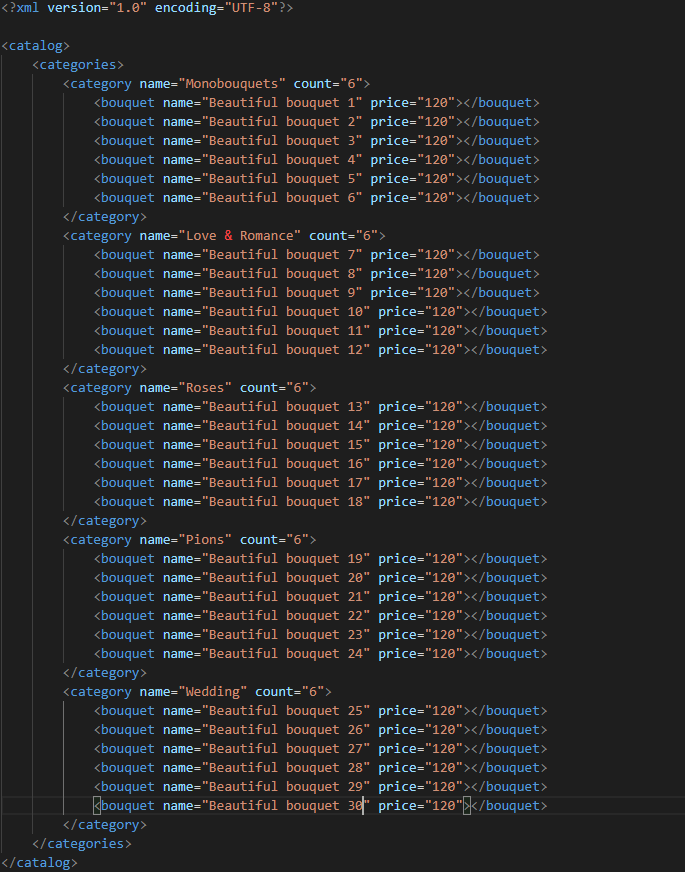 <?xml version="1.0" encoding="UTF-8"?>

<catalog>
    <categories>
        <category name="Monobouquets" count="6">
            <bouquet name="Beautiful bouquet 1" price="120"></bouquet>
            <bouquet name="Beautiful bouquet 2" price="120"></bouquet>
            <bouquet name="Beautiful bouquet 3" price="120"></bouquet>
            <bouquet name="Beautiful bouquet 4" price="120"></bouquet>
            <bouquet name="Beautiful bouquet 5" price="120"></bouquet>
            <bouquet name="Beautiful bouquet 6" price="120"></bouquet>
        </category>
        <category name="Love & Romance" count="6">
            <bouquet name="Beautiful bouquet 7" price="120"></bouquet>
            <bouquet name="Beautiful bouquet 8" price="120"></bouquet>
            <bouquet name="Beautiful bouquet 9" price="120"></bouquet>
            <bouquet name="Beautiful bouquet 10" price="120"></bouquet>
            <bouquet name="Beautiful bouquet 11" price="120"></bouquet>
            <bouquet name="Beautiful bouquet 12" price="120"></bouquet>
        </category>
        <category name="Roses" count="6">
            <bouquet name="Beautiful bouquet 13" price="120"></bouquet>
            <bouquet name="Beautiful bouquet 14" price="120"></bouquet>
            <bouquet name="Beautiful bouquet 15" price="120"></bouquet>
            <bouquet name="Beautiful bouquet 16" price="120"></bouquet>
            <bouquet name="Beautiful bouquet 17" price="120"></bouquet>
            <bouquet name="Beautiful bouquet 18" price="120"></bouquet>
        </category>
        <category name="Pions" count="6">
            <bouquet name="Beautiful bouquet 19" price="120"></bouquet>
            <bouquet name="Beautiful bouquet 20" price="120"></bouquet>
            <bouquet name="Beautiful bouquet 21" price="120"></bouquet>
            <bouquet name="Beautiful bouquet 22" price="120"></bouquet>
            <bouquet name="Beautiful bouquet 23" price="120"></bouquet>
            <bouquet name="Beautiful bouquet 24" price="120"></bouquet>
        </category>
        <category name="Wedding" count="6">
            <bouquet name="Beautiful bouquet 25" price="120"></bouquet>
            <bouquet name="Beautiful bouquet 26" price="120"></bouquet>
            <bouquet name="Beautiful bouquet 27" price="120"></bouquet>
            <bouquet name="Beautiful bouquet 28" price="120"></bouquet>
            <bouquet name="Beautiful bouquet 29" price="120"></bouquet>
            <bouquet name="Beautiful bouquet 30" price="120"></bouquet>
        </category>
    </categories>
</catalog>